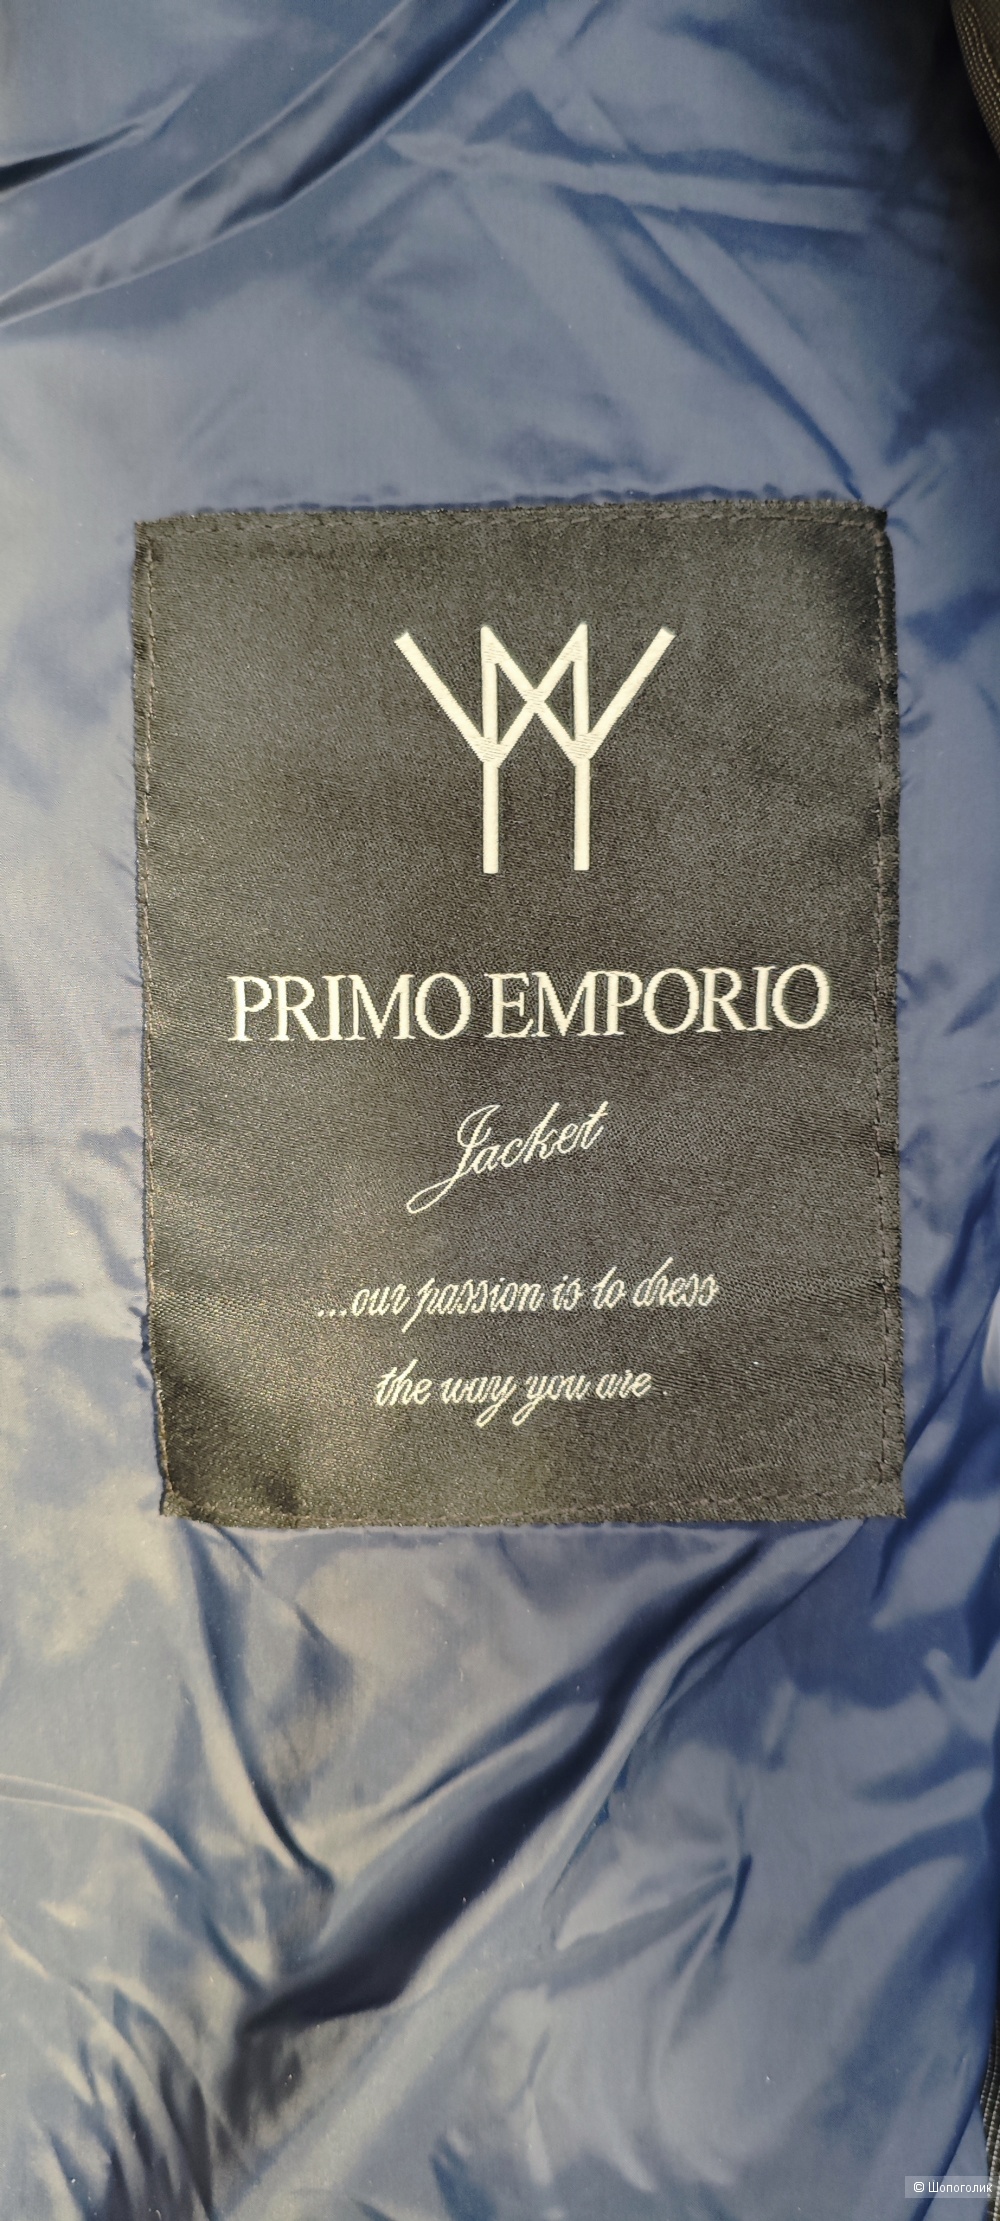 PRIMO EMPORIO
Jacket
...our passion is to dress
the way you are.
© Шопоголик